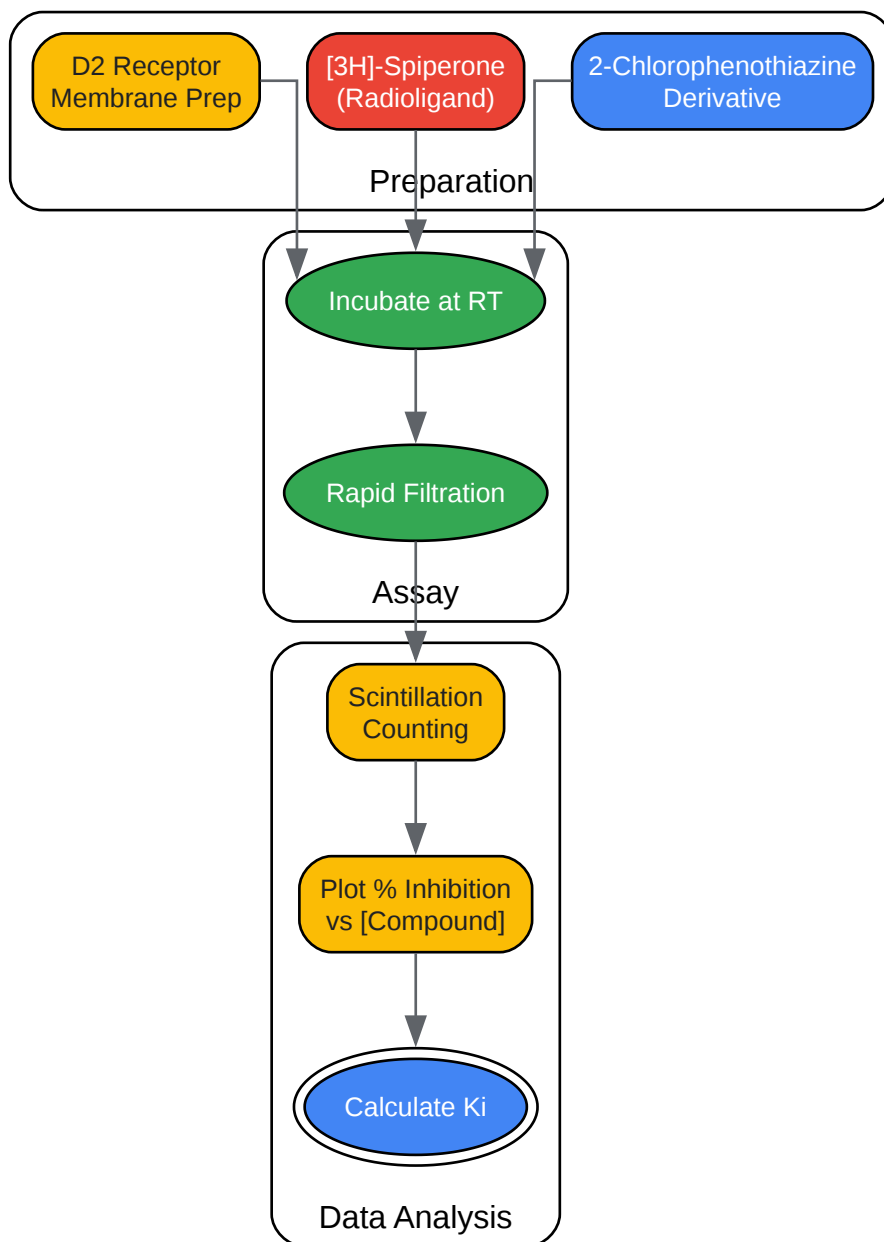 D2 Receptor
Membrane Prep
[3H]-Spiperone
(Radioligand)
2-Chlorophenothiazine
Derivative
Preparation
Incubate at RT
Rapid Filtration
Assay
Scintillation
Counting
Plot % Inhibition
vs [Compound]
Calculate Ki
Data Analysis